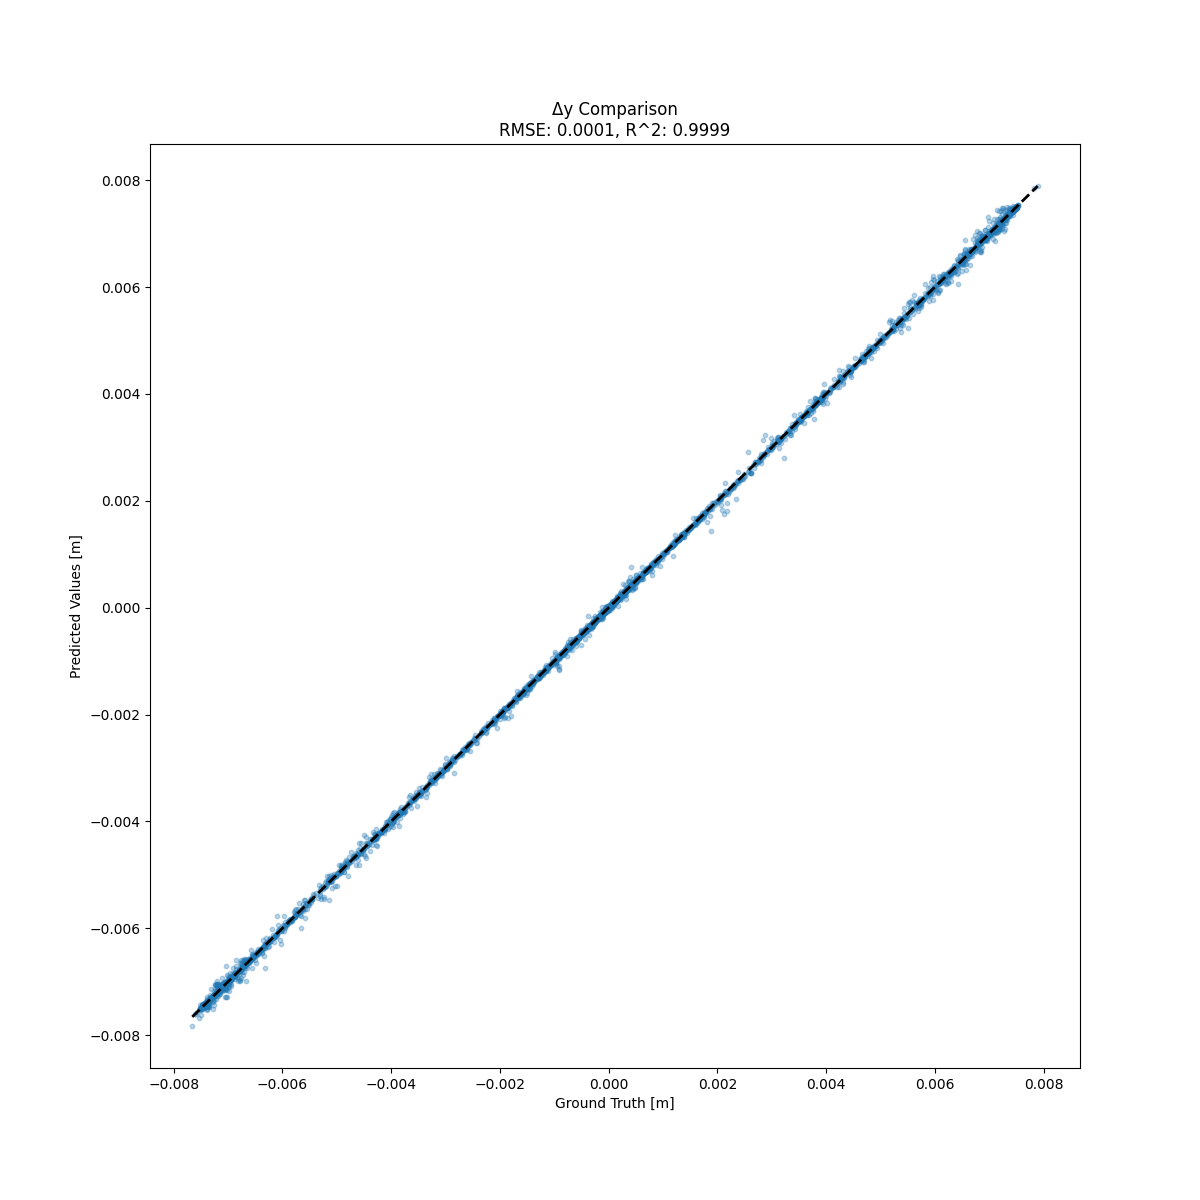 Δy Comparison
RMSE: 0.0001, R^2: 0.9999
0.008
0.006
0.004
0.002
0.000
−0.002
−0.004
−0.006
−0.008
Predicted Values [m]
−0.008 −0.006 −0.004 −0.002 0.000 0.002 0.004 0.006 0.008
Ground Truth [m]